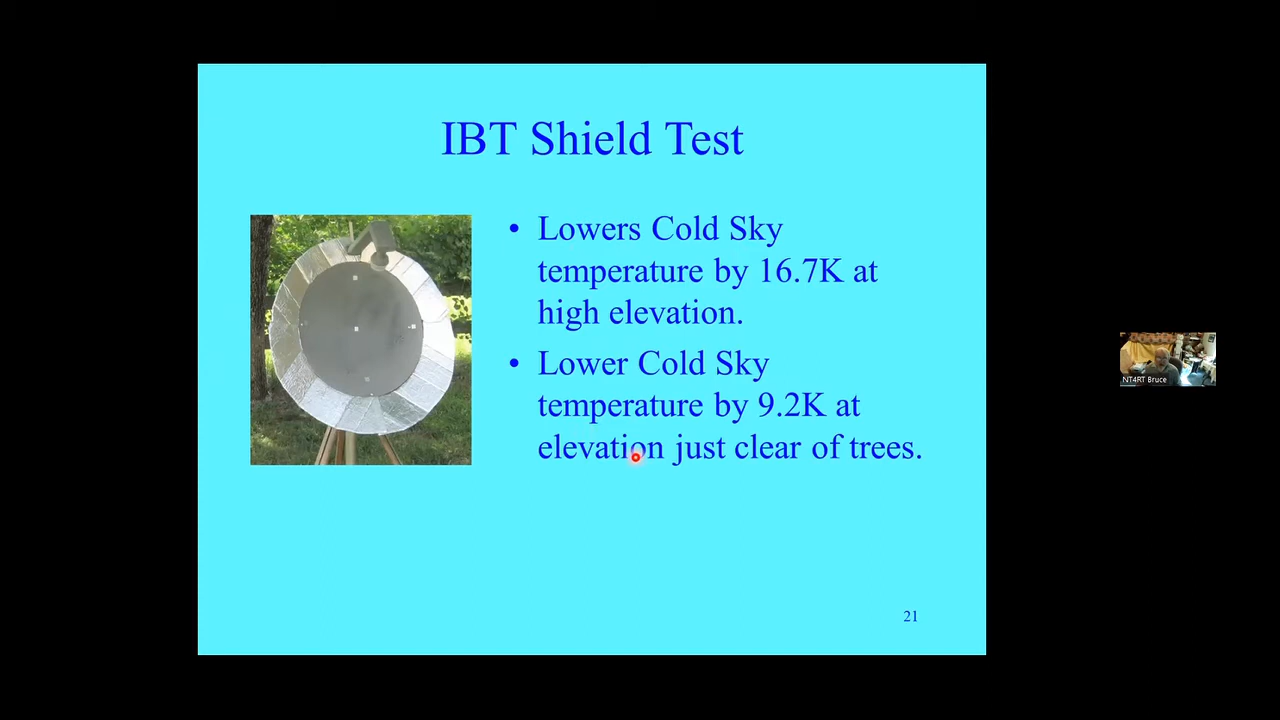 IBT Shield Test
• Lowers Cold Sky
temperature by 16.7K at
high elevation.
• Lower Cold Sky
temperature by 9.2K at
elevation just clear of trees.
NT4RT Bruce
21